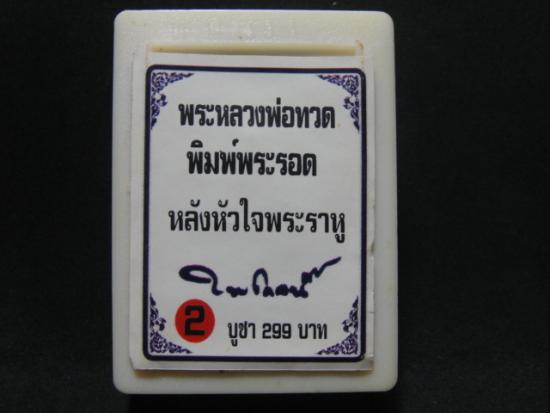 พระหลวงพ่อทวด
พิมพ์พระรอด
หลังหัวใจพระราหู
2 บูชา 299 บาท